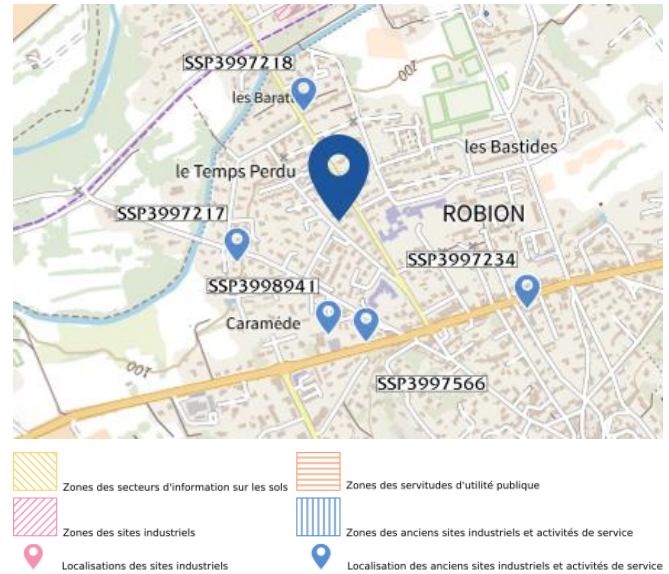 SSP3997218
les Barat
200
le Temps Perdu
les Bastides
SSP3997217
ROBION
SSP3997234
SSP3998941
Caraméde
100
SSP3997566
Zones des secteurs d'information sur les sols
Zones des servitudes d'utilité publique
Zones des sites industriels
Zones des anciens sites industriels et activités de service
Localisations des sites industriels
Localisation des anciens sites industriels et activités de service